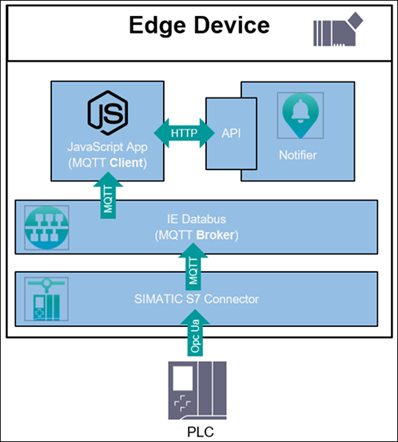 Edge Device
JS
JavaScript App
(MQTT Client)
HTTP
API
Notifier
MQTT
IE Databus
(MQTT Broker)
MQTT
SIMATIC S7 Connector
Opc Ua
PLC